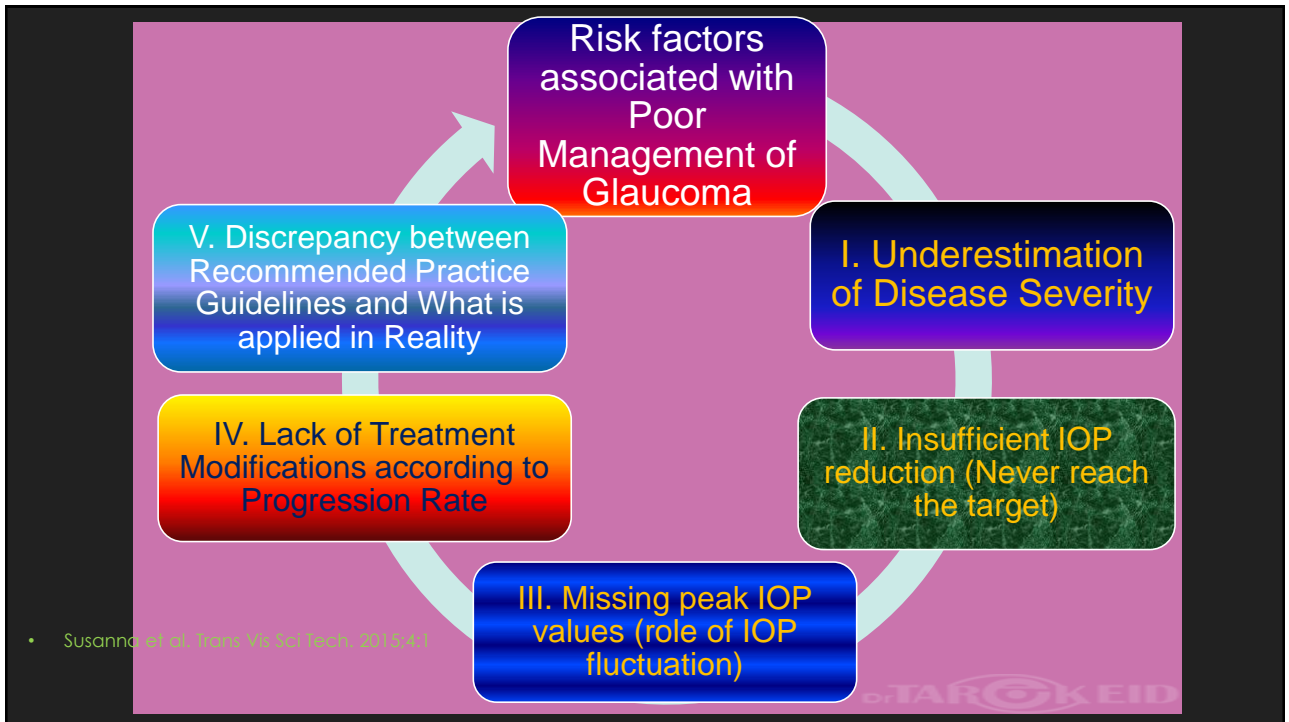 Risk factors
associated with
Poor
Management of
Glaucoma
I. Underestimation
of Disease Severity
II. Insufficient IOP
reduction (Never reach
the target)
III. Missing peak IOP
values (role of IOP
fluctuation)
IV. Lack of Treatment
Modifications according to
Progression Rate
V. Discrepancy between
Recommended Practice
Guidelines and What is
applied in Reality
• Susanna et al. Trans Vis Sci Tech. 2015;4:1
DR TAREK EID